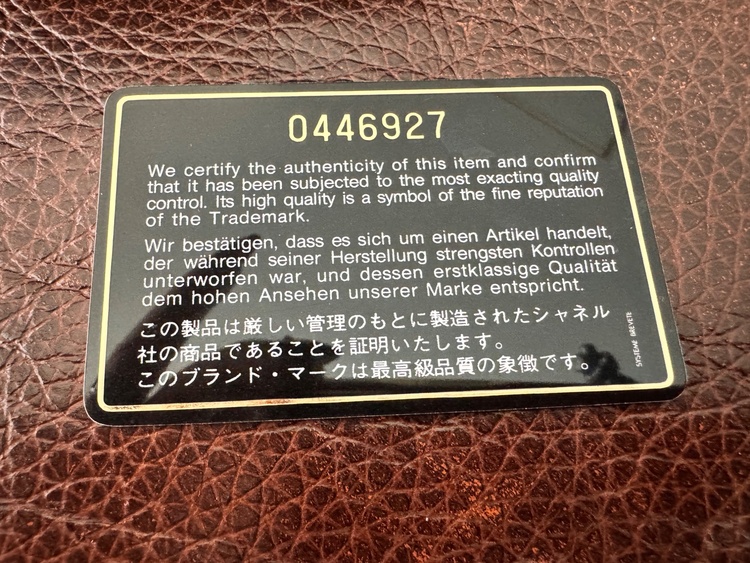 0446927
We certify the authenticity of this item and confirm
that it has been subjected to the most exacting quality
control. Its high quality is a symbol of the fine reputation
of the Trademark.
Wir bestätigen, dass es sich um einen Artikel handelt,
der während seiner Herstellung strengsten Kontrollen
unterworfen war, und dessen erstklassige Qualität
dem hohen Ansehen unserer Marke entspricht.
この製品は厳しい管理のもとに製造されたシャネル
社の商品であることを証明いたします。
このブランド・マークは最高級品質の象徴です。
SYSTEME BREVETE